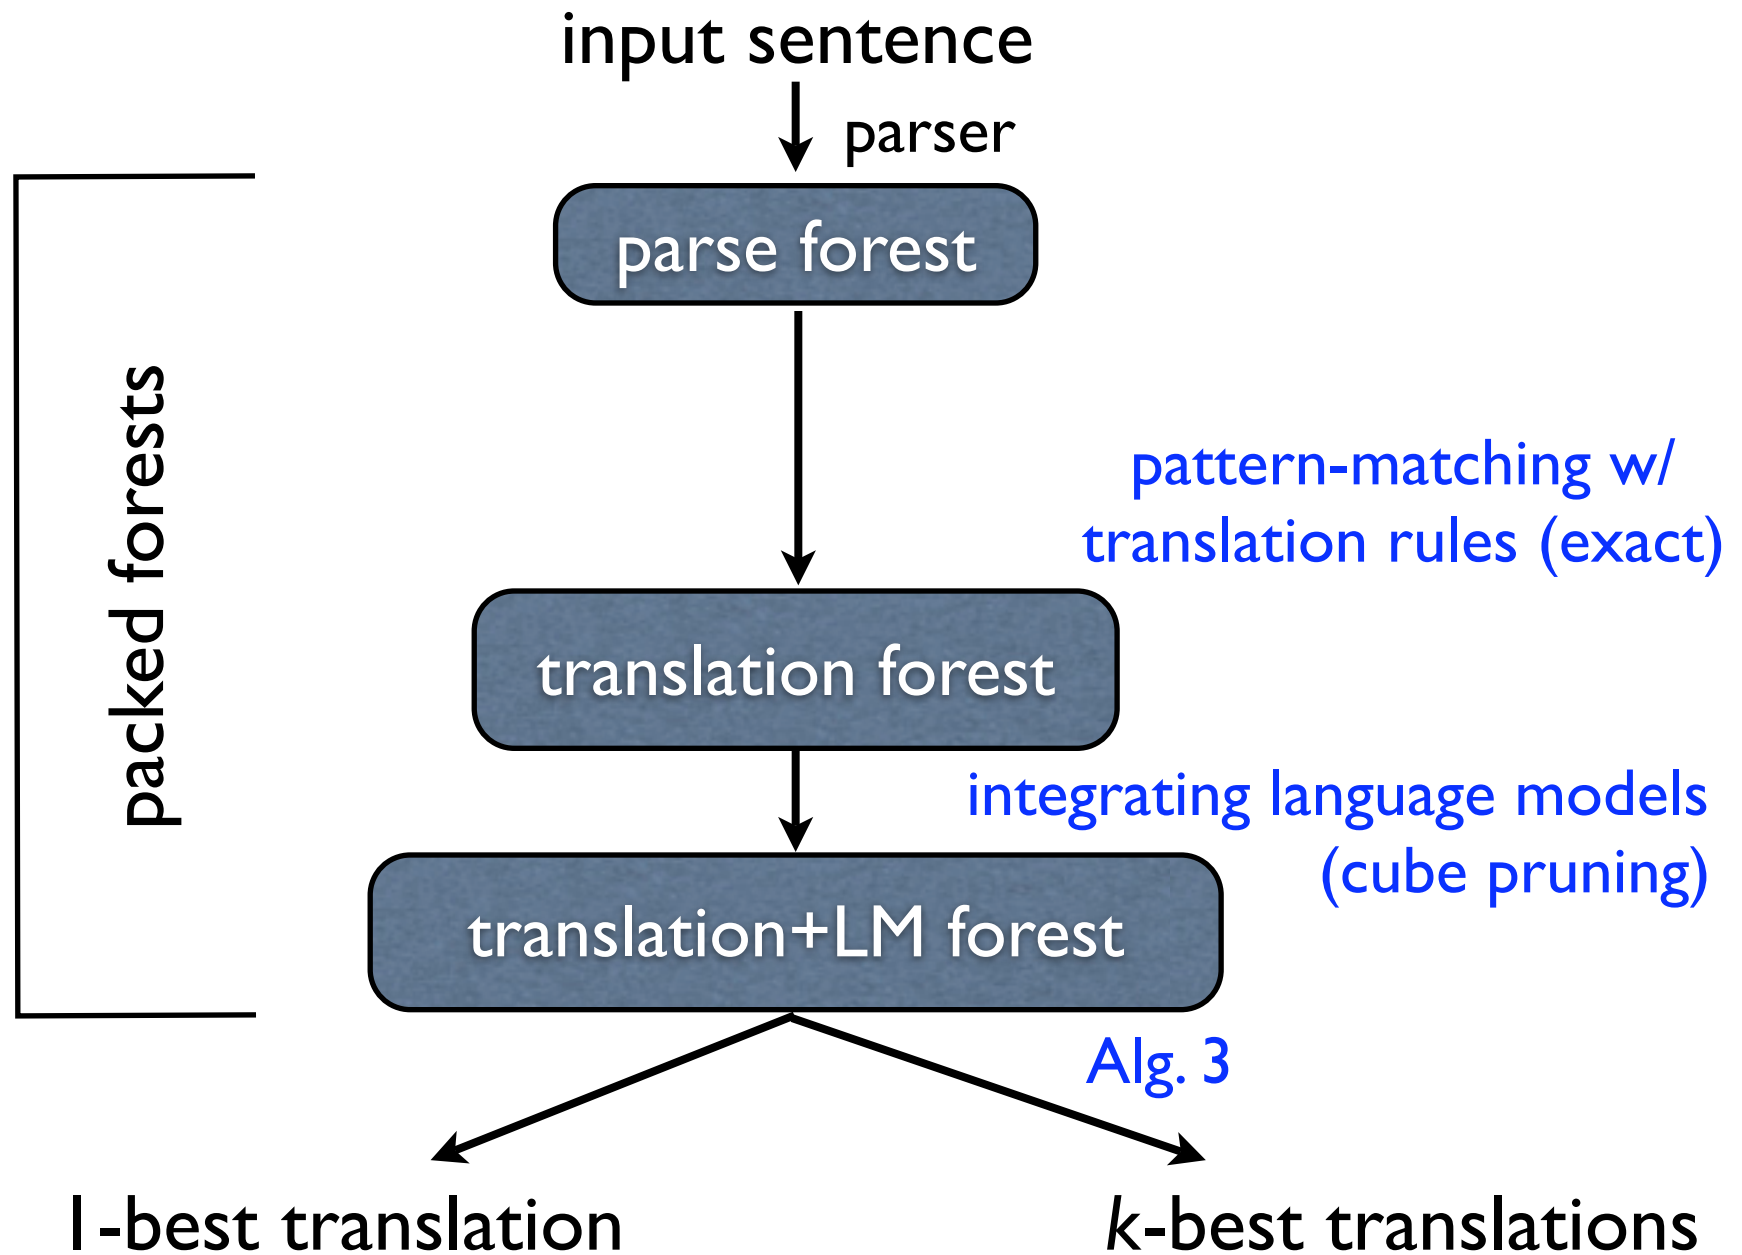 input sentence
parser
parse forest
packed forests
pattern-matching w/
translation rules (exact)
translation forest
integrating language models
(cube pruning)
translation+LM forest
Alg. 3
1-best translation
k-best translations